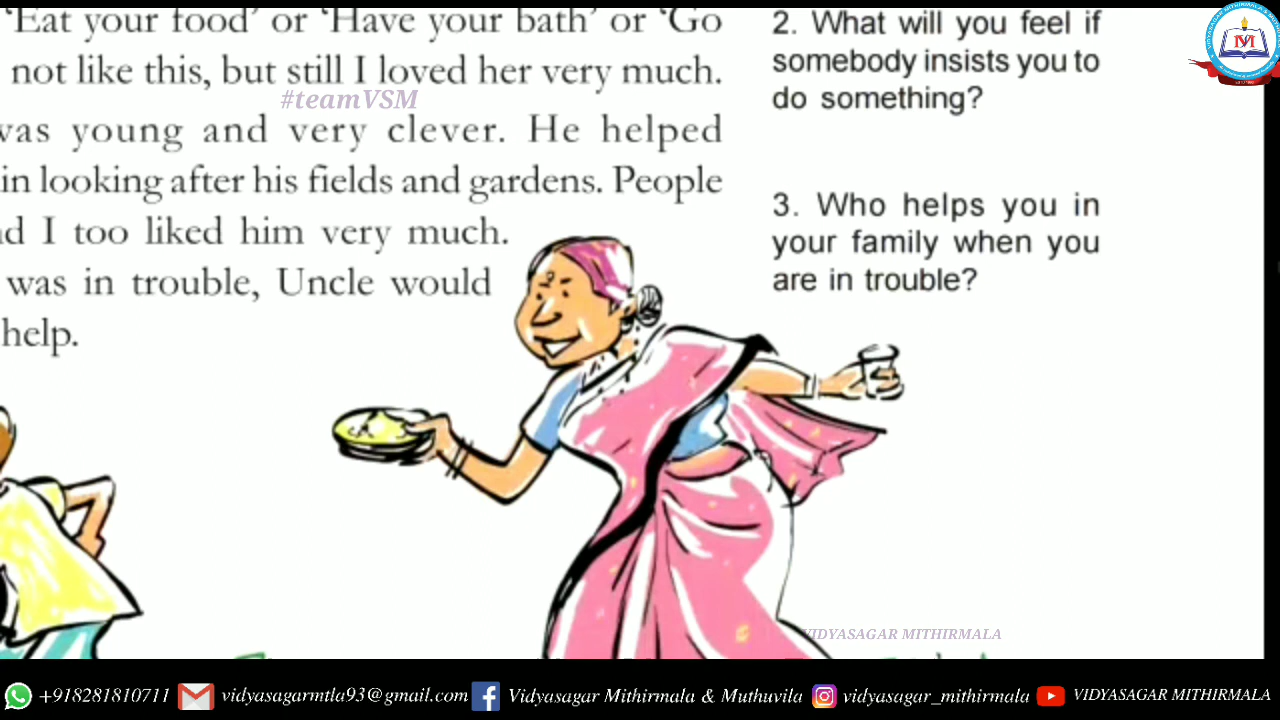 ‘Eat your food’ or ‘Have your bath’ or ‘Go
not like this, but still I loved her very much.
was young and very clever. He helped
in looking after his fields and gardens. People
I too liked him very much.
was in trouble, Uncle would
help.
2. What will you feel if
somebody insists you to
do something?
3. Who helps you in
your family when you
are in trouble?
#teamVSM
VIDYASAGAR MITHIRMALA
+918281810711
vidyasagarmtla93@gmail.com
Vidyasagar Mithirmala & Muthuvila
vidyasagar_mithirmala
VIDYASAGAR MITHIRMALA